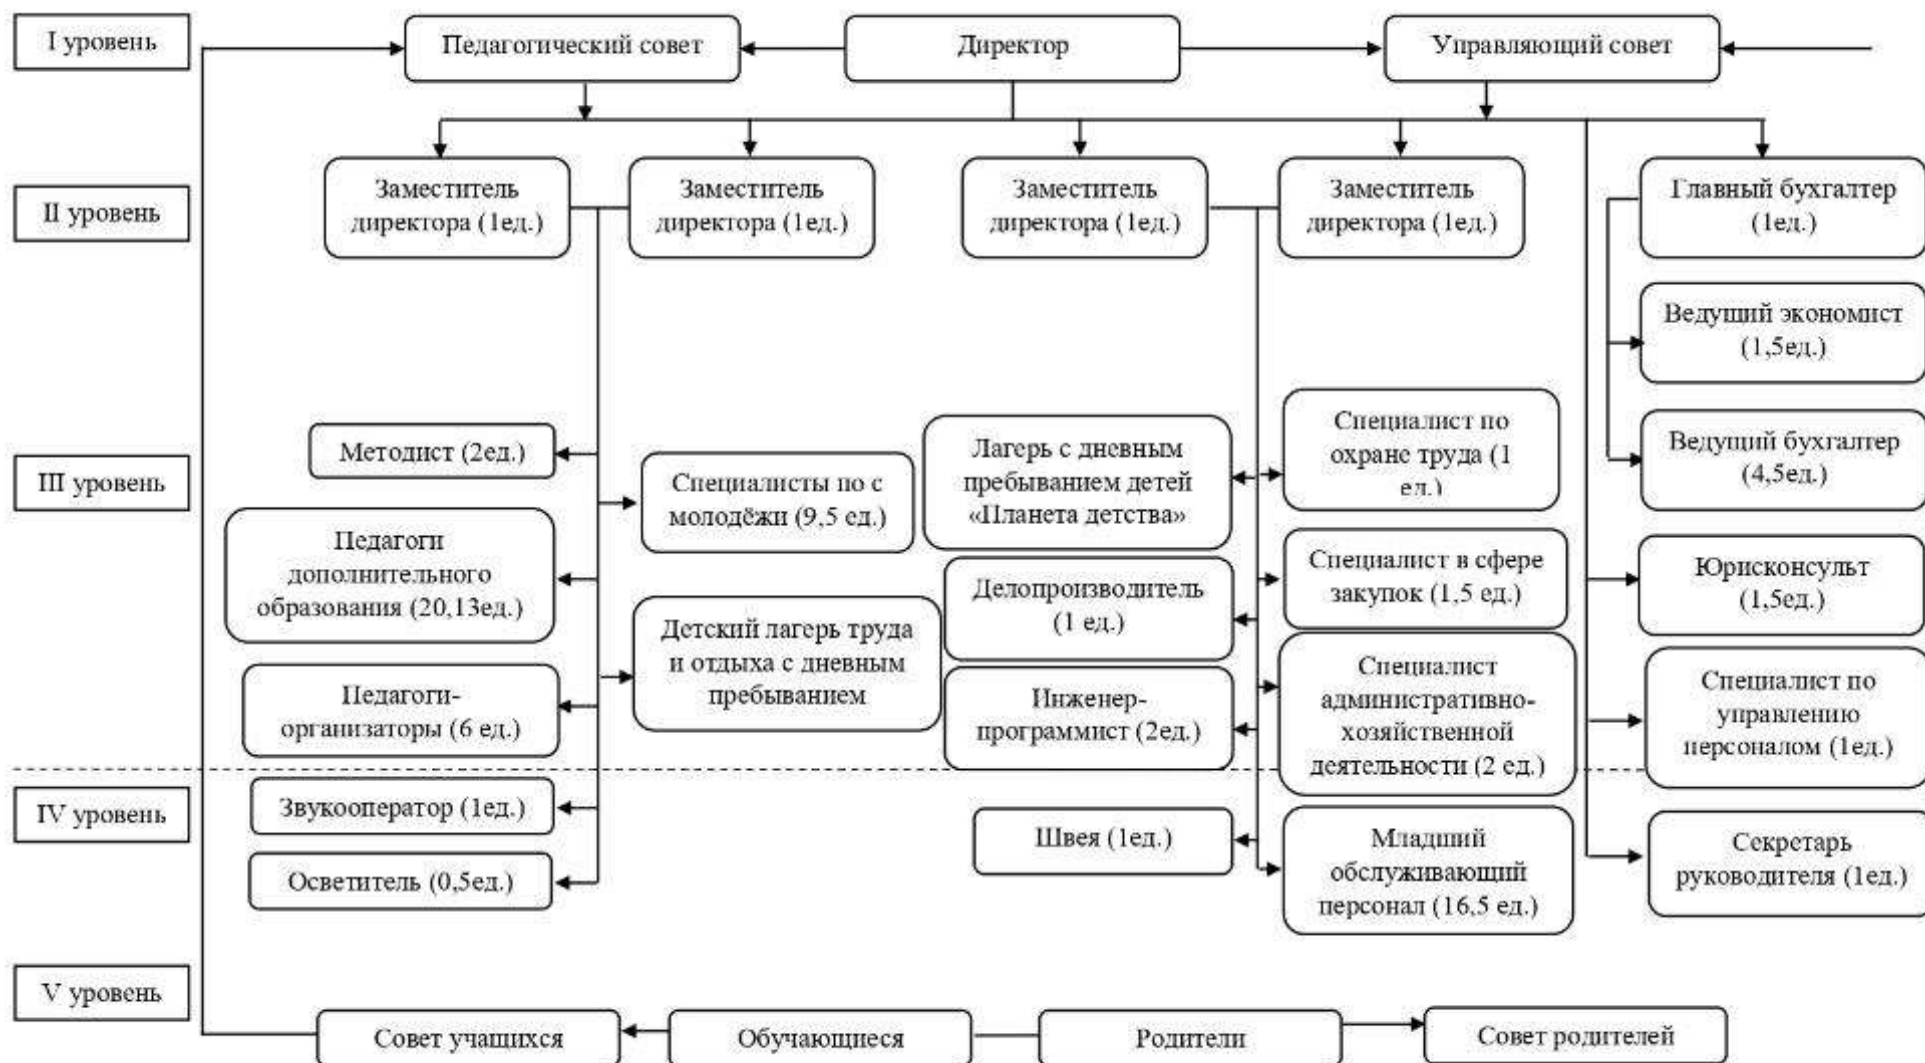 I уровень
Педагогический совет
Директор
Управляющий совет
II уровень
Заместитель
директора (1ед.)
Заместитель
директора (1ед.)
Заместитель
директора (1ед.)
Заместитель
директора (1ед.)
Главный бухгалтер
(1ед.)
Ведущий экономист
(1,5ед.)
III уровень
Методист (2ед.)
Специалисты по с
молодёжи (9,5 ед.)
Педагоги
дополнительного
образования (20,13ед.)
Детский лагерь труда
и отдыха с дневным
пребыванием
Педагоги-
организаторы (6 ед.)
Лагерь с дневным
пребыванием детей
«Планета детства»
Специалист по
охране труда (1
ед.)
Ведущий бухгалтер
(4,5ед.)
Делопроизводитель
(1 ед.)
Специалист в сфере
закупок (1,5 ед.)
Юрисконсульт
(1,5ед.)
Инженер-
программист (2ед.)
Специалист
административно-
хозяйственной
деятельности (2 ед.)
Специалист по
управлению
персоналом (1ед.)
IV уровень
Звукооператор (1ед.)
Осветитель (0,5ед.)
Швея (1ед.)
Младший
обслуживающий
персонал (16,5 ед.)
Секретарь
руководителя (1ед.)
V уровень
Совет учащихся
Обучающиеся
Родители
Совет родителей